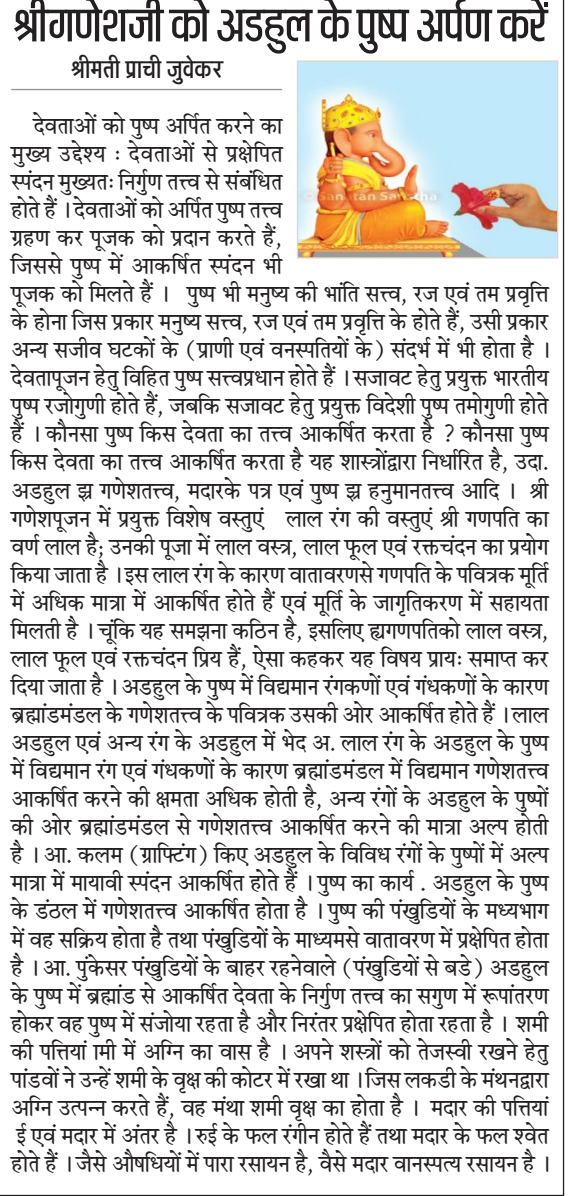 श्रीगणेशजी को अडहुल के पुष्प अर्पण करें
श्रीमती प्राची जुवेकर
देवताओं को पुष्प अर्पित करने का
मुख्य उद्देश्य : देवताओं से प्रक्षेपित
स्पंदन मुख्यतः निर्गुण तत्त्व से संबंधित
होते हैं । देवताओं को अर्पित पुष्प तत्त्व
ग्रहण कर पूजक को प्रदान करते हैं,
जिससे पुष्प में आकर्षित स्पंदन भी
© Sanatan Sanstha
पूजक को मिलते हैं । पुष्प भी मनुष्य की भांति सत्त्व, रज एवं तम प्रवृत्ति
के होना जिस प्रकार मनुष्य सत्त्व, रज एवं तम प्रवृत्ति के होते हैं, उसी प्रकार
अन्य सजीव घटकों के (प्राणी एवं वनस्पतियों के) संदर्भ में भी होता है ।
देवतापूजन हेतु विहित पुष्प सत्त्वप्रधान होते हैं । सजावट हेतु प्रयुक्त भारतीय
पुष्प रजोगुणी होते हैं, जबकि सजावट हेतु प्रयुक्त विदेशी पुष्प तमोगुणी होते
हैं । कौनसा पुष्प किस देवता का तत्त्व आकर्षित करता है ? कौनसा पुष्प
किस देवता का तत्त्व आकर्षित करता है यह शास्त्रोंद्वारा निर्धारित है, उदा.
अडहुल झ्र गणेशतत्त्व, मदारके पत्र एवं पुष्प झ्र हनुमानतत्त्व आदि । श्री
गणेशपूजन में प्रयुक्त विशेष वस्तुएं लाल रंग की वस्तुएं श्री गणपति का
वर्ण लाल है; उनकी पूजा में लाल वस्त्र, लाल फूल एवं रक्तचंदन का प्रयोग
किया जाता है । इस लाल रंग के कारण वातावरणसे गणपति के पवित्रक मूर्ति
में अधिक मात्रा में आकर्षित होते हैं एवं मूर्ति के जागृतिकरण में सहायता
मिलती है । चूंकि यह समझना कठिन है, इसलिए ह्यगणपतिको लाल वस्त्र,
लाल फूल एवं रक्तचंदन प्रिय हैं, ऐसा कहकर यह विषय प्रायः समाप्त कर
दिया जाता है । अडहुल के पुष्प में विद्यमान रंगकणों एवं गंधकणों के कारण
ब्रह्मांडमंडल के गणेशतत्त्व के पवित्रक उसकी ओर आकर्षित होते हैं । लाल
अडहुल एवं अन्य रंग के अडहुल में भेद अ. लाल रंग के अडहुल के पुष्प
में विद्यमान रंग एवं गंधकणों के कारण ब्रह्मांडमंडल में विद्यमान गणेशतत्त्व
आकर्षित करने की क्षमता अधिक होती है, अन्य रंगों के अडहुल के पुष्पों
की ओर ब्रह्मांडमंडल से गणेशतत्त्व आकर्षित करने की मात्रा अल्प होती
है । आ. कलम (ग्राफ्टिंग) किए अडहुल के विविध रंगों के पुष्पों में अल्प
मात्रा में मायावी स्पंदन आकर्षित होते हैं । पुष्प का कार्य . अडहुल के पुष्प
के डंठल में गणेशतत्त्व आकर्षित होता है । पुष्प की पंखुडियों के मध्यभाग
में वह सक्रिय होता है तथा पंखुडियों के माध्यमसे वातावरण में प्रक्षेपित होता
है । आ. पुंकेसर पंखुडियों के बाहर रहनेवाले (पंखुडियों से बडे) अडहुल
के पुष्प में ब्रह्मांड से आकर्षित देवता के निर्गुण तत्त्व का सगुण में रूपांतरण
होकर वह पुष्प में संजोया रहता है और निरंतर प्रक्षेपित होता रहता है । शमी
की पत्तियां ामी में अग्नि का वास है । अपने शस्त्रों को तेजस्वी रखने हेतु
पांडवों ने उन्हें शमी के वृक्ष की कोटर में रखा था । जिस लकडी के मंथनद्वारा
अग्नि उत्पन्न करते हैं, वह मंथा शमी वृक्ष का होता है । मदार की पत्तियां
ई एवं मदार में अंतर है । रुई के फल रंगीन होते हैं तथा मदार के फल श्वेत
होते हैं । जैसे औषधियों में पारा रसायन है, वैसे मदार वानस्पत्य रसायन है ।